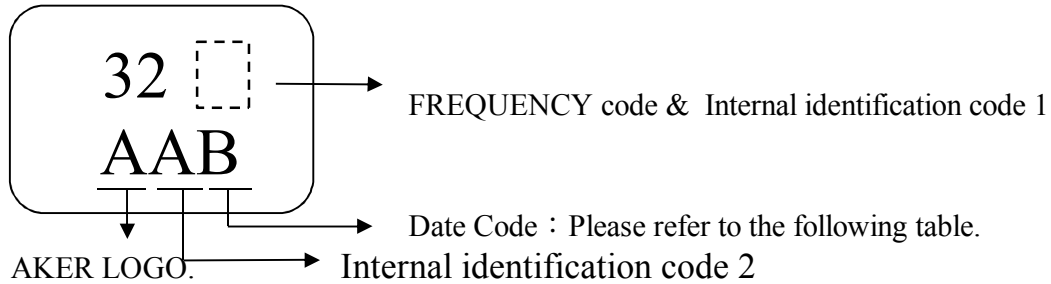 32
FREQUENCY code & Internal identification code 1
AAB
Date Code：Please refer to the following table.
AKER LOGO.
Internal identification code 2